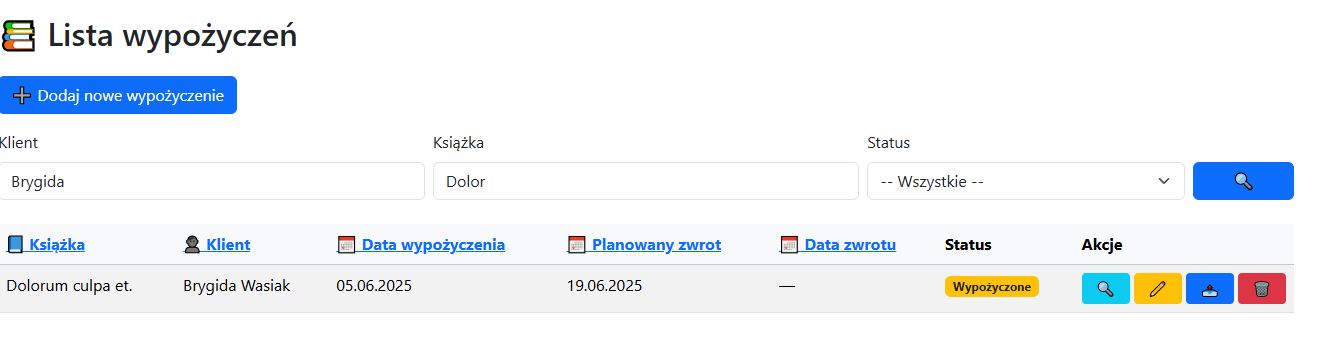 Lista wypożyczeń
Dodaj nowe wypożyczenie
Klient Książka Status
Brygida Dolor -- Wszystkie --
Książka Klient Data wypożyczenia Planowany zwrot Data zwrotu Status Akcje
Dolorum culpa et. Brygida Wasiak 05.06.2025 19.06.2025 — Wypożyczone